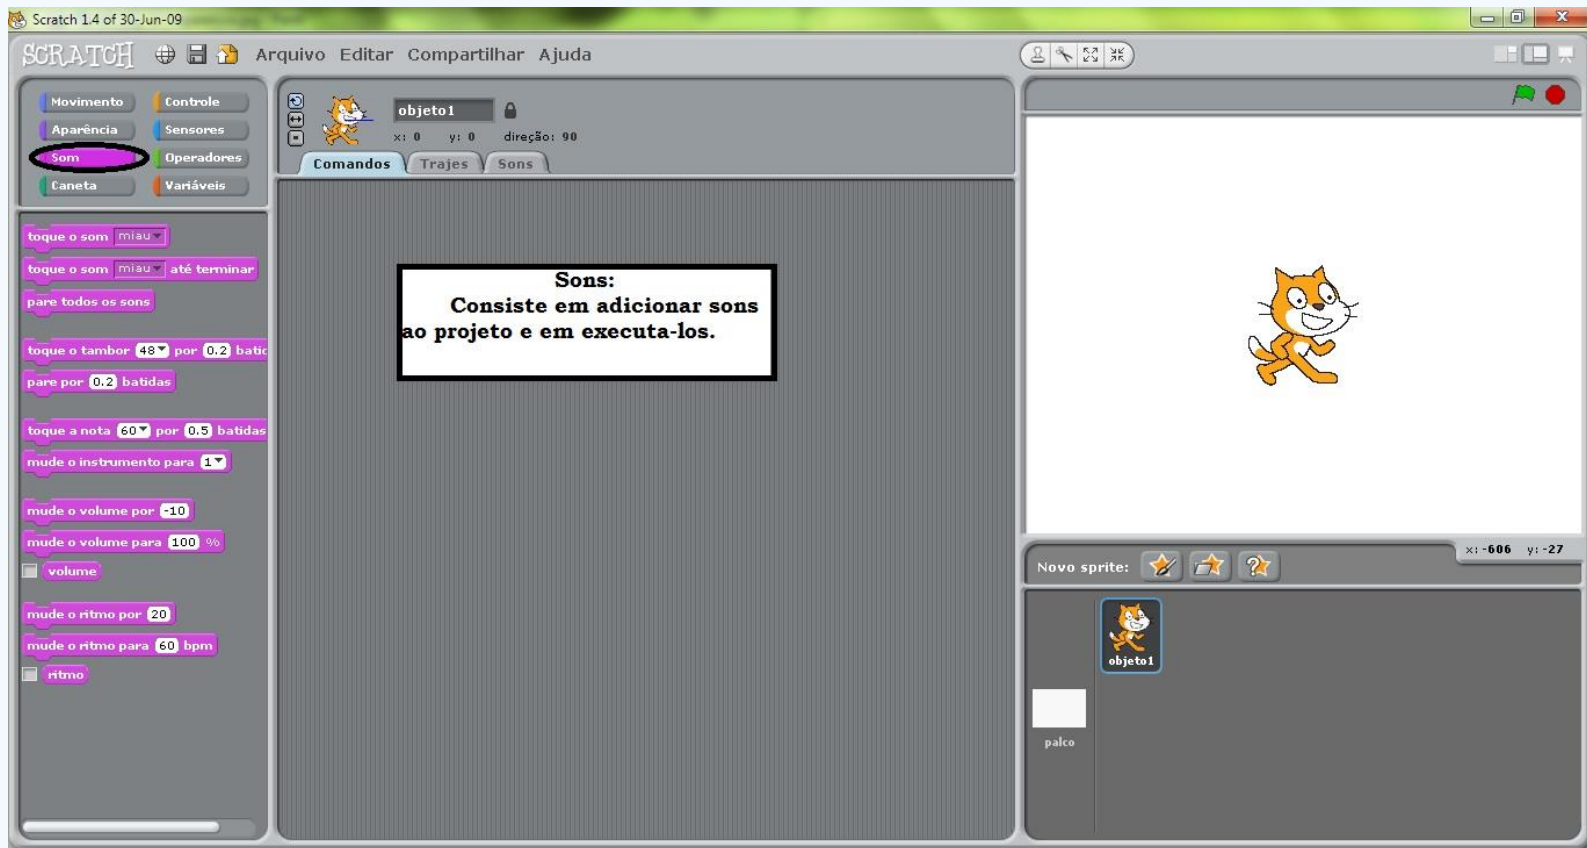 Scratch 1.4 of 30-Jun-09
SCRATCH Arquivo Editar Compartilhar Ajuda
Movimento Controle
Aparência Sensores
Som Operadores
Caneta Variáveis
objeto1
x: 0 y: 0 direção: 90
Comandos Trajes Sons
toque o som miau
toque o som miau até terminar
pare todos os sons
toque o tambor 48 por 0.2 batic
pare por 0.2 batidas
toque a nota 60 por 0.5 batidas
mude o instrumento para 1
mude o volume por -10
mude o volume para 100 %
volume
mude o ritmo por 20
mude o ritmo para 60 bpm
ritmo
Sons:
Consiste em adicionar sons
ao projeto e em executa-los.
x: -606 y: -27
Novo sprite:
objeto1
palco